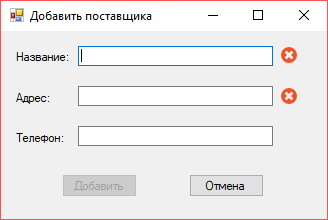 Добавить поставщика
Название:
Адрес:
Телефон:
Добавить Отмена